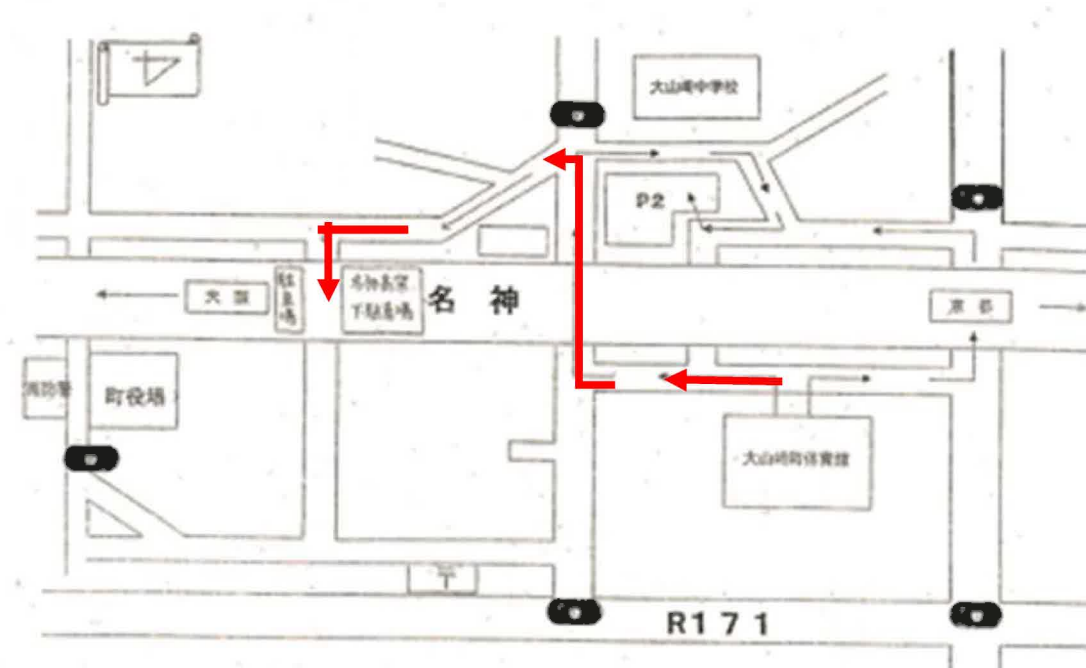 大山崎中学校
P2
駐車場
名神高架
下駐車場
名神
大阪
京都
消防署
町役場
大山崎町体育館
〒
R171